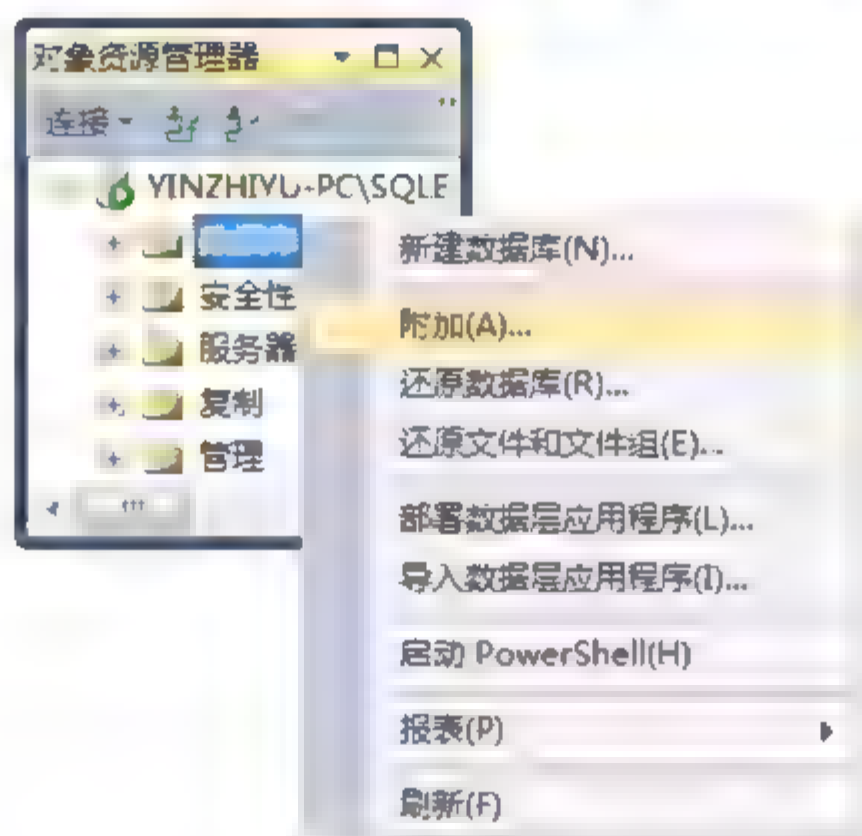 对象资源管理器
连接
YINZHIYU-PC\SQLE
安全性
服务器
复制
管理
新建数据库(N)...
附加(A)...
还原数据库(R)...
还原文件和文件组(E)...
部署数据层应用程序(L)...
导入数据层应用程序(I)...
启动 PowerShell(H)
报表(P)
刷新(F)